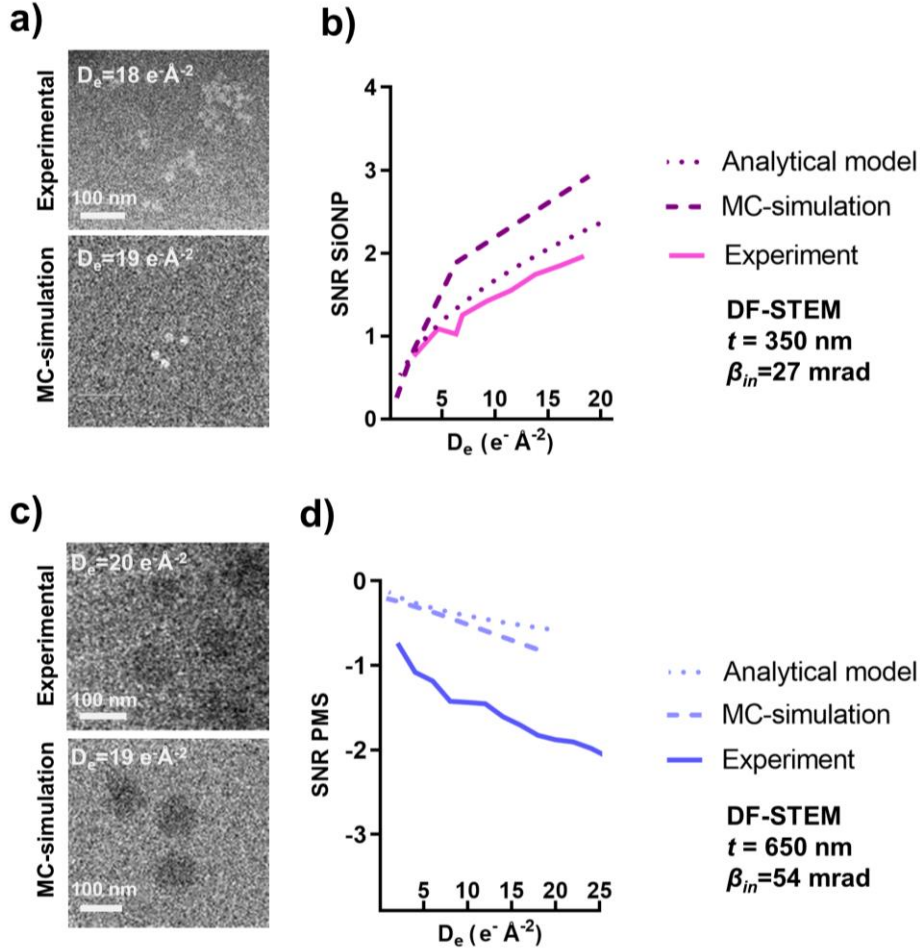 a)
Experimental
Dₑ=18 e⁻Å⁻²
100 nm
MC-simulation
Dₑ=19 e⁻Å⁻²
b)
SNR SiONP
4
3
2
1
0
5 10 15 20
Dₑ (e⁻ Å⁻²)
Analytical model
MC-simulation
Experiment
DF-STEM
t = 350 nm
βᵢₙ=27 mrad
c)
Experimental
Dₑ=20 e⁻Å⁻²
100 nm
MC-simulation
Dₑ=19 e⁻Å⁻²
100 nm
d)
SNR PMS
0
-1
-2
-3
5 10 15 20 25
Dₑ (e⁻ Å⁻²)
Analytical model
MC-simulation
Experiment
DF-STEM
t = 650 nm
βᵢₙ=54 mrad